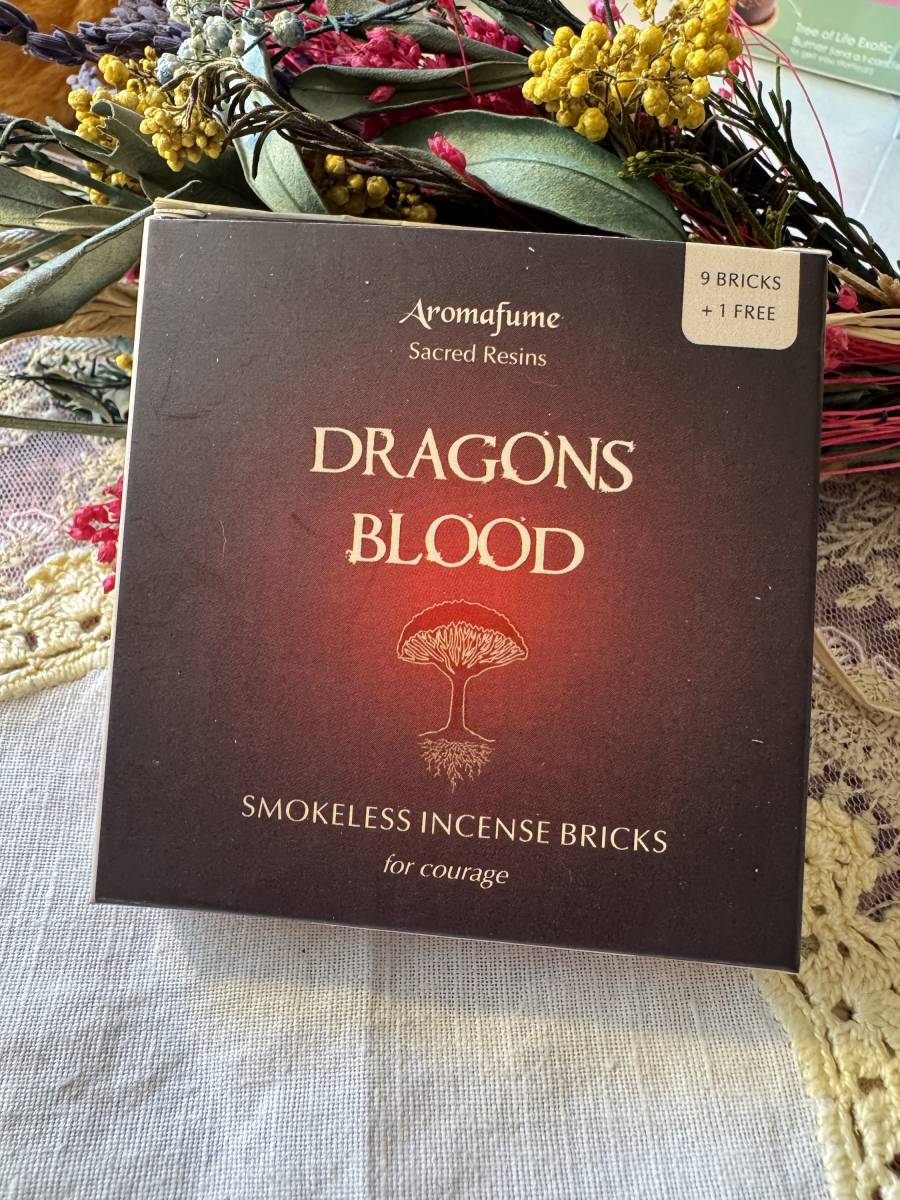 Tree of Life Exotic
9 BRICKS
+ 1 FREE
Aromafume
Sacred Resins
DRAGONS
BLOOD
SMOKELESS INCENSE BRICKS
for courage